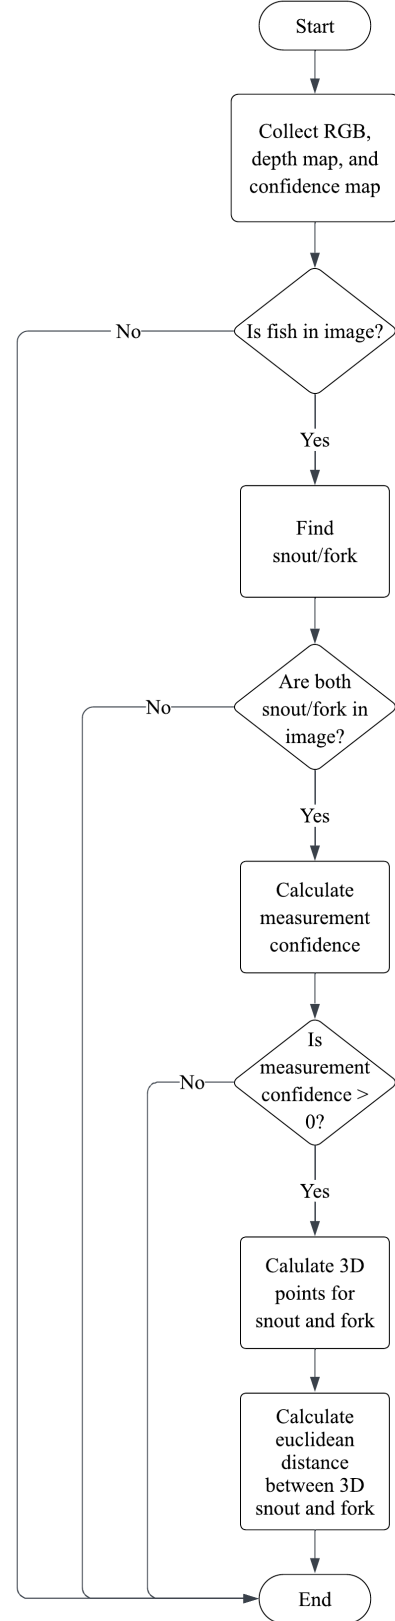 Start
Collect RGB,
depth map, and
confidence map
Is fish in image?
No
Yes
Find
snout/fork
Are both
snout/fork in
image?
No
Yes
Calculate
measurement
confidence
Is
measurement
confidence >
0?
No
Yes
Calulate 3D
points for
snout and fork
Calculate
euclidean
distance
between 3D
snout and fork
End